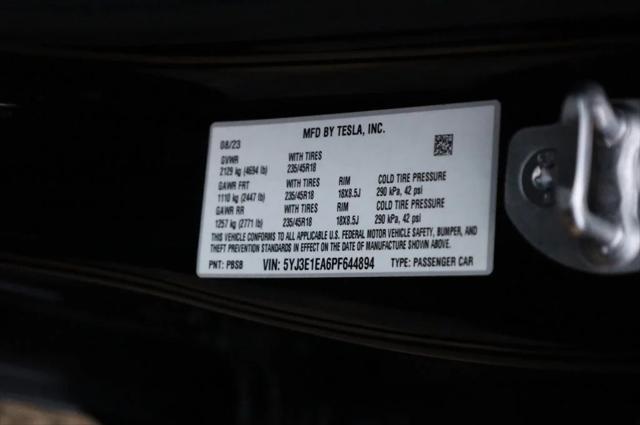 MFD BY TESLA, INC.
08/23
GVWR WITH TIRES
2129 kg (4694 lb) 235/45R18
GAWR FRT WITH TIRES RIM COLD TIRE PRESSURE
1110 kg (2447 lb) 235/45R18 18X8.5J 290 kPa, 42 psi
GAWR RR WITH TIRES RIM COLD TIRE PRESSURE
1257 kg (2771 lb) 235/45R18 18X8.5J 290 kPa, 42 psi
THIS VEHICLE CONFORMS TO ALL APPLICABLE U.S. FEDERAL MOTOR VEHICLE SAFETY, BUMPER, AND
THEFT PREVENTION STANDARDS IN EFFECT ON THE DATE OF MANUFACTURE SHOWN ABOVE.
PNT: PBSB VIN: 5YJ3E1EA6PF644894 TYPE: PASSENGER CAR